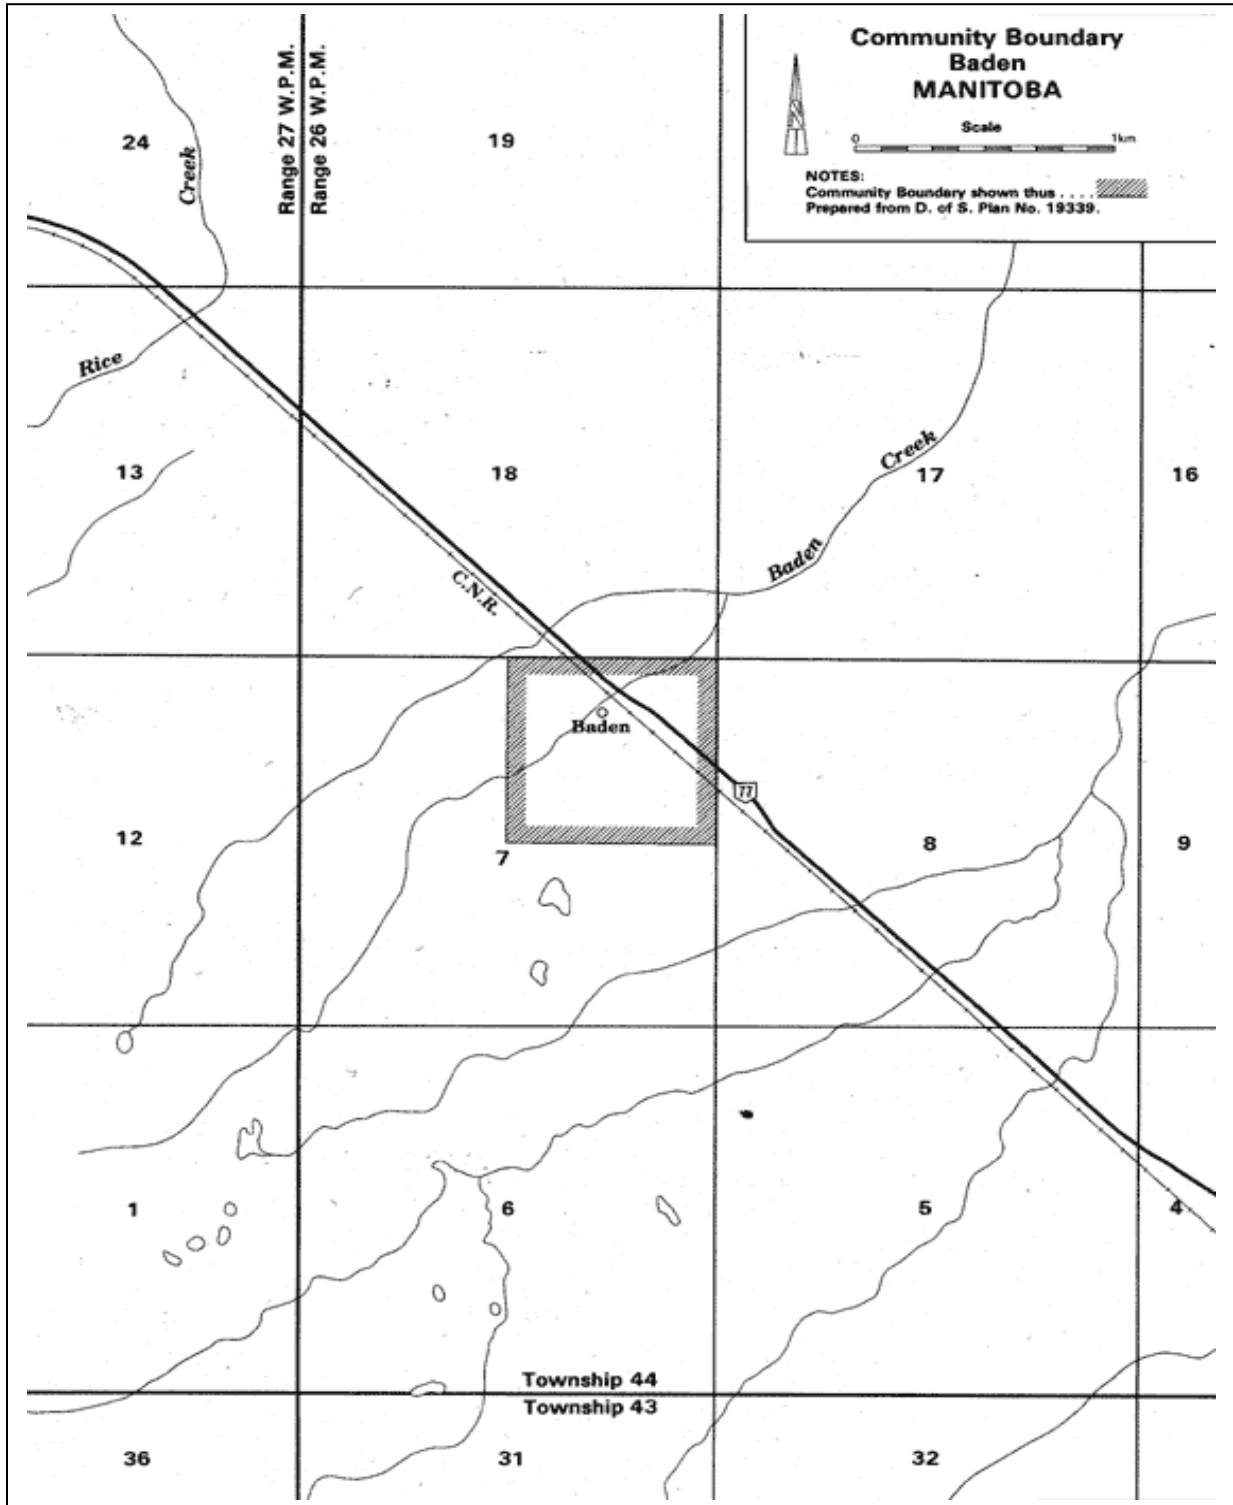 Community Boundary
Baden
MANITOBA
Scale
0 1km
NOTES:
Community Boundary shown thus . . . .
Prepared from D. of S. Plan No. 19339.
Range 27 W.P.M.
Range 26 W.P.M.
24
Creek
19
Rice
13
18
Creek
17
16
Baden
C.N.R.
Baden
77
12
7
8
9
1
6
5
4
Township 44
Township 43
36
31
32